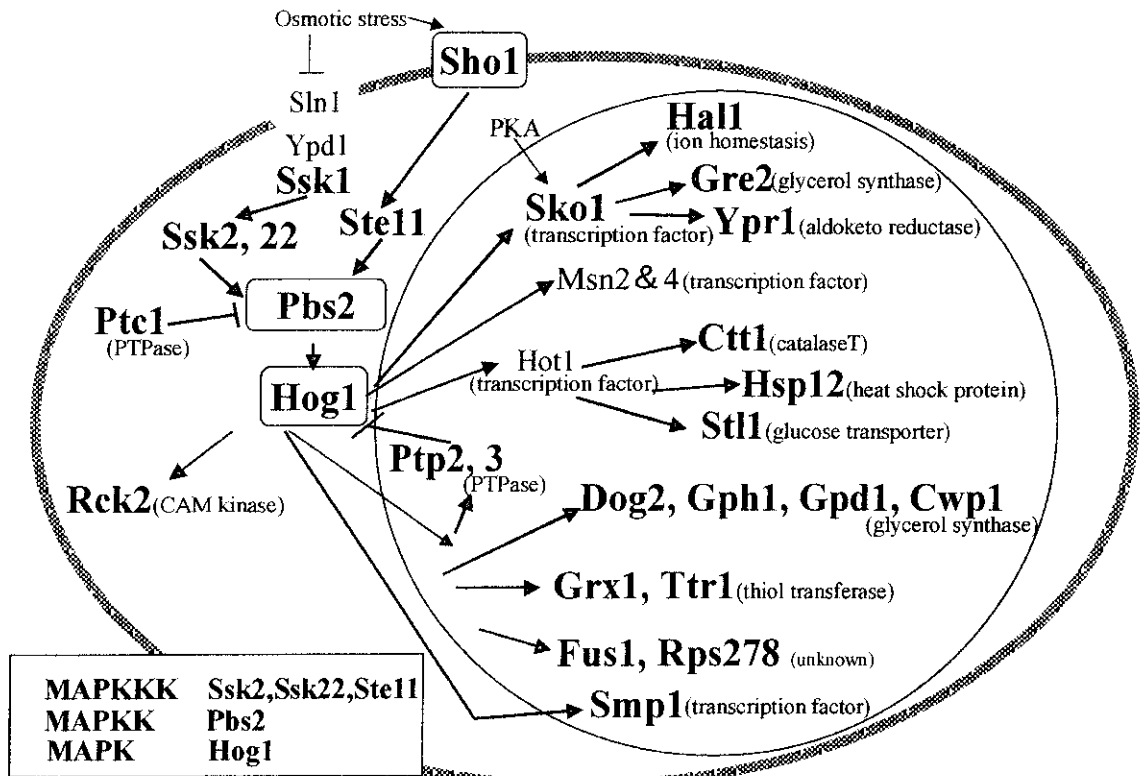 Osmotic stress
Sho1
Sln1
Ypd1
Ssk1
Ssk2, 22
Ste11
Ptc1
(PTPase)
Pbs2
Hog1
Rck2(CAM kinase)
PKA
Hal1
(ion homestasis)
Sko1
(transcription factor)
Gre2(glycerol synthase)
Ypr1(aldoketo reductase)
Msn2 & 4(transcription factor)
Hot1
(transcription factor)
Ctt1(catalaseT)
Hsp12(heat shock protein)
Stl1(glucose transporter)
Ptp2, 3
(PTPase)
Dog2, Gph1, Gpd1, Cwp1
(glycerol synthase)
Grx1, Ttr1(thiol transferase)
Fus1, Rps278 (unknown)
Smp1(transcription factor)
MAPKKK Ssk2,Ssk22,Ste11
MAPKK Pbs2
MAPK Hog1